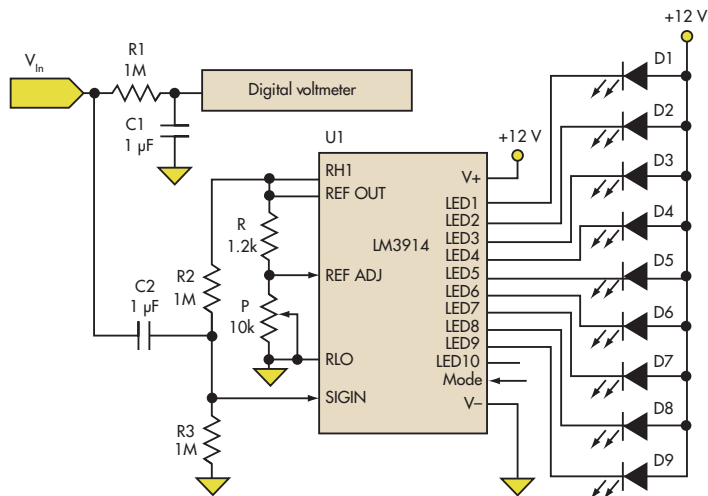 +12 V
V_In
R1
1M
Digital voltmeter
C1
1 µF
U1
+12 V
RH1
REF OUT
R
1.2k
LM3914
REF ADJ
R2
1M
P
10k
C2
1 µF
RLO
SIGIN
R3
1M
V+
LED1
LED2
LED3
LED4
LED5
LED6
LED7
LED8
LED9
LED10
Mode
V–
D1
D2
D3
D4
D5
D6
D7
D8
D9